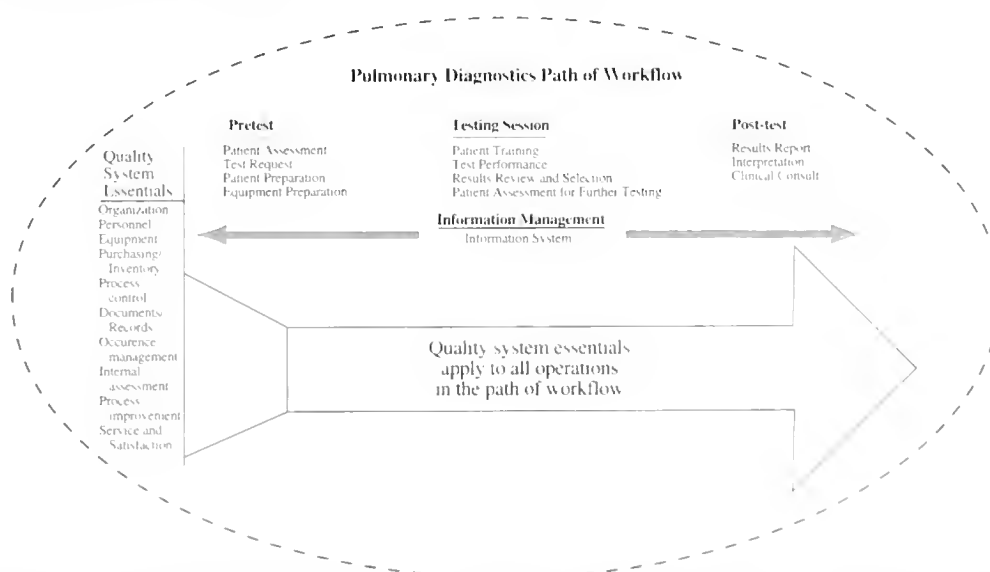 Pulmonary Diagnostics Path of Workflow
Pretest
Patient Assessment
Test Request
Patient Preparation
Equipment Preparation
Testing Session
Patient Training
Test Performance
Results Review and Selection
Patient Assessment for Further Testing
Post-test
Results Report
Interpretation
Clinical Consult
Quality
System
Essentials
Organization
Personnel
Equipment
Purchasing/
Inventory
Process
control
Documents/
Records
Occurence
management
Internal
assessment
Process
improvement
Service and
Satisfaction
Information Management
Information System
Quality system essentials
apply to all operations
in the path of workflow